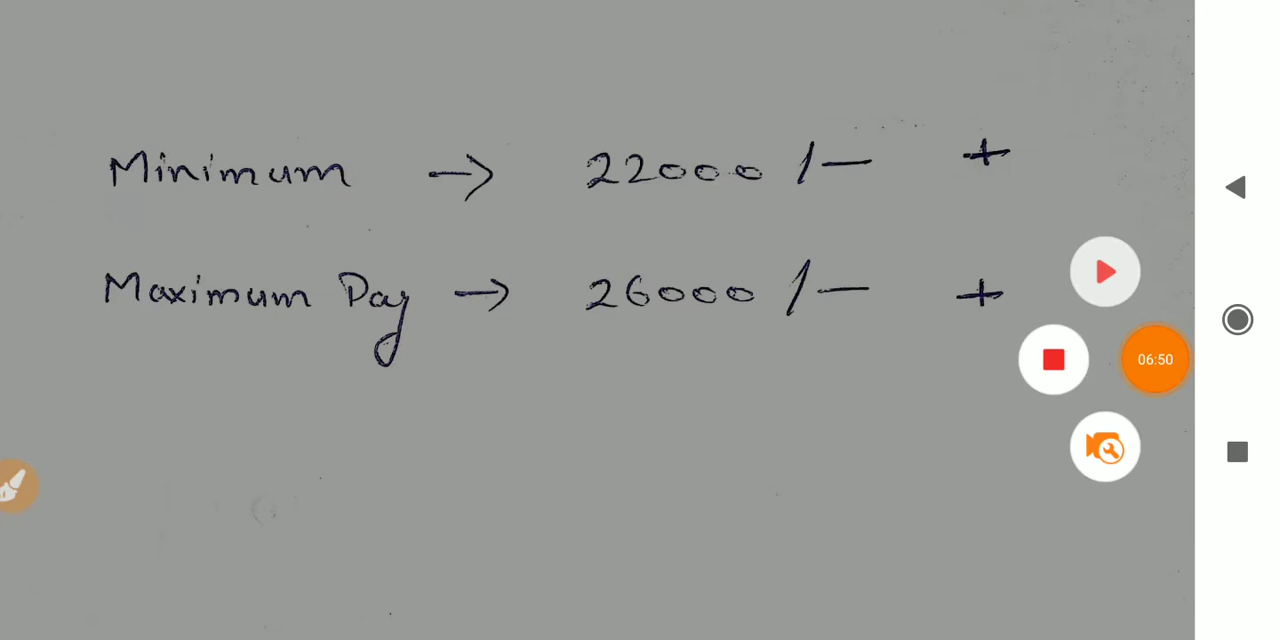 Minimum → 22000/- +
Maximum Pay → 26000/- +
06:50